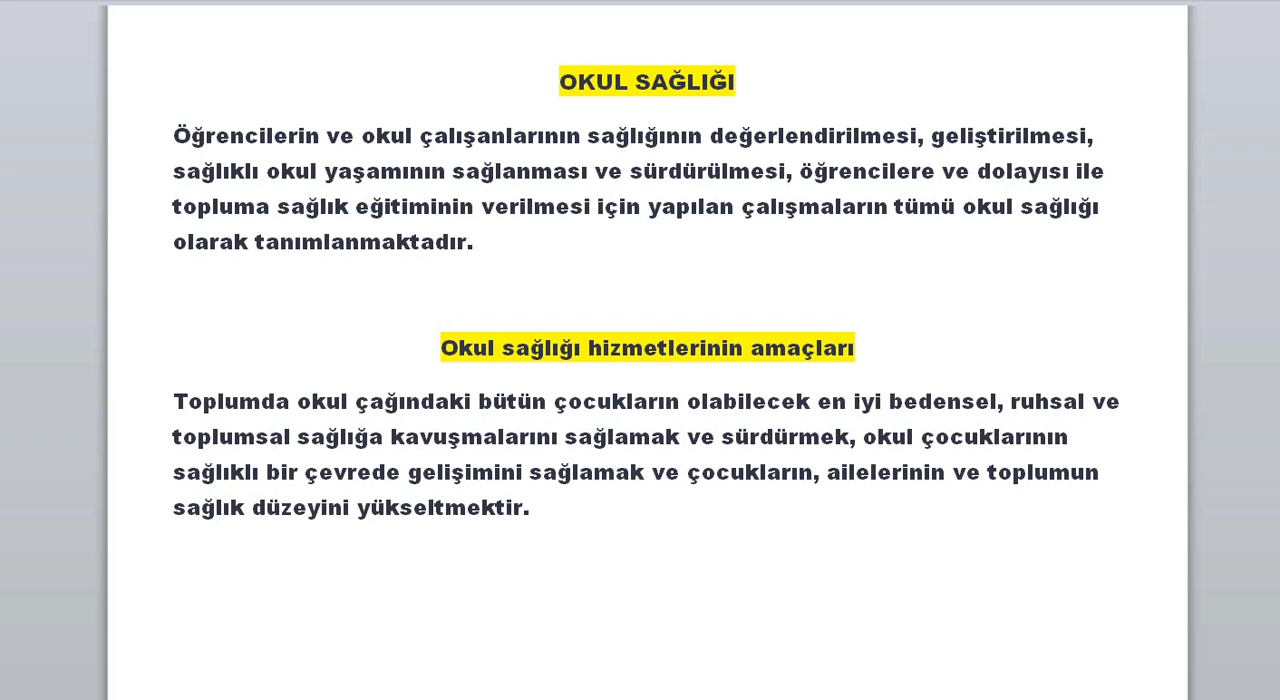 OKUL SAĞLIĞI
Öğrencilerin ve okul çalışanlarının sağlığının değerlendirilmesi, geliştirilmesi,
sağlıklı okul yaşamının sağlanması ve sürdürülmesi, öğrencilere ve dolayısı ile
topluma sağlık eğitiminin verilmesi için yapılan çalışmaların tümü okul sağlığı
olarak tanımlanmaktadır.
Okul sağlığı hizmetlerinin amaçları
Toplumda okul çağındaki bütün çocukların olabilecek en iyi bedensel, ruhsal ve
toplumsal sağlığa kavuşmalarını sağlamak ve sürdürmek, okul çocuklarının
sağlıklı bir çevrede gelişimini sağlamak ve çocukların, ailelerinin ve toplumun
sağlık düzeyini yükseltmektir.